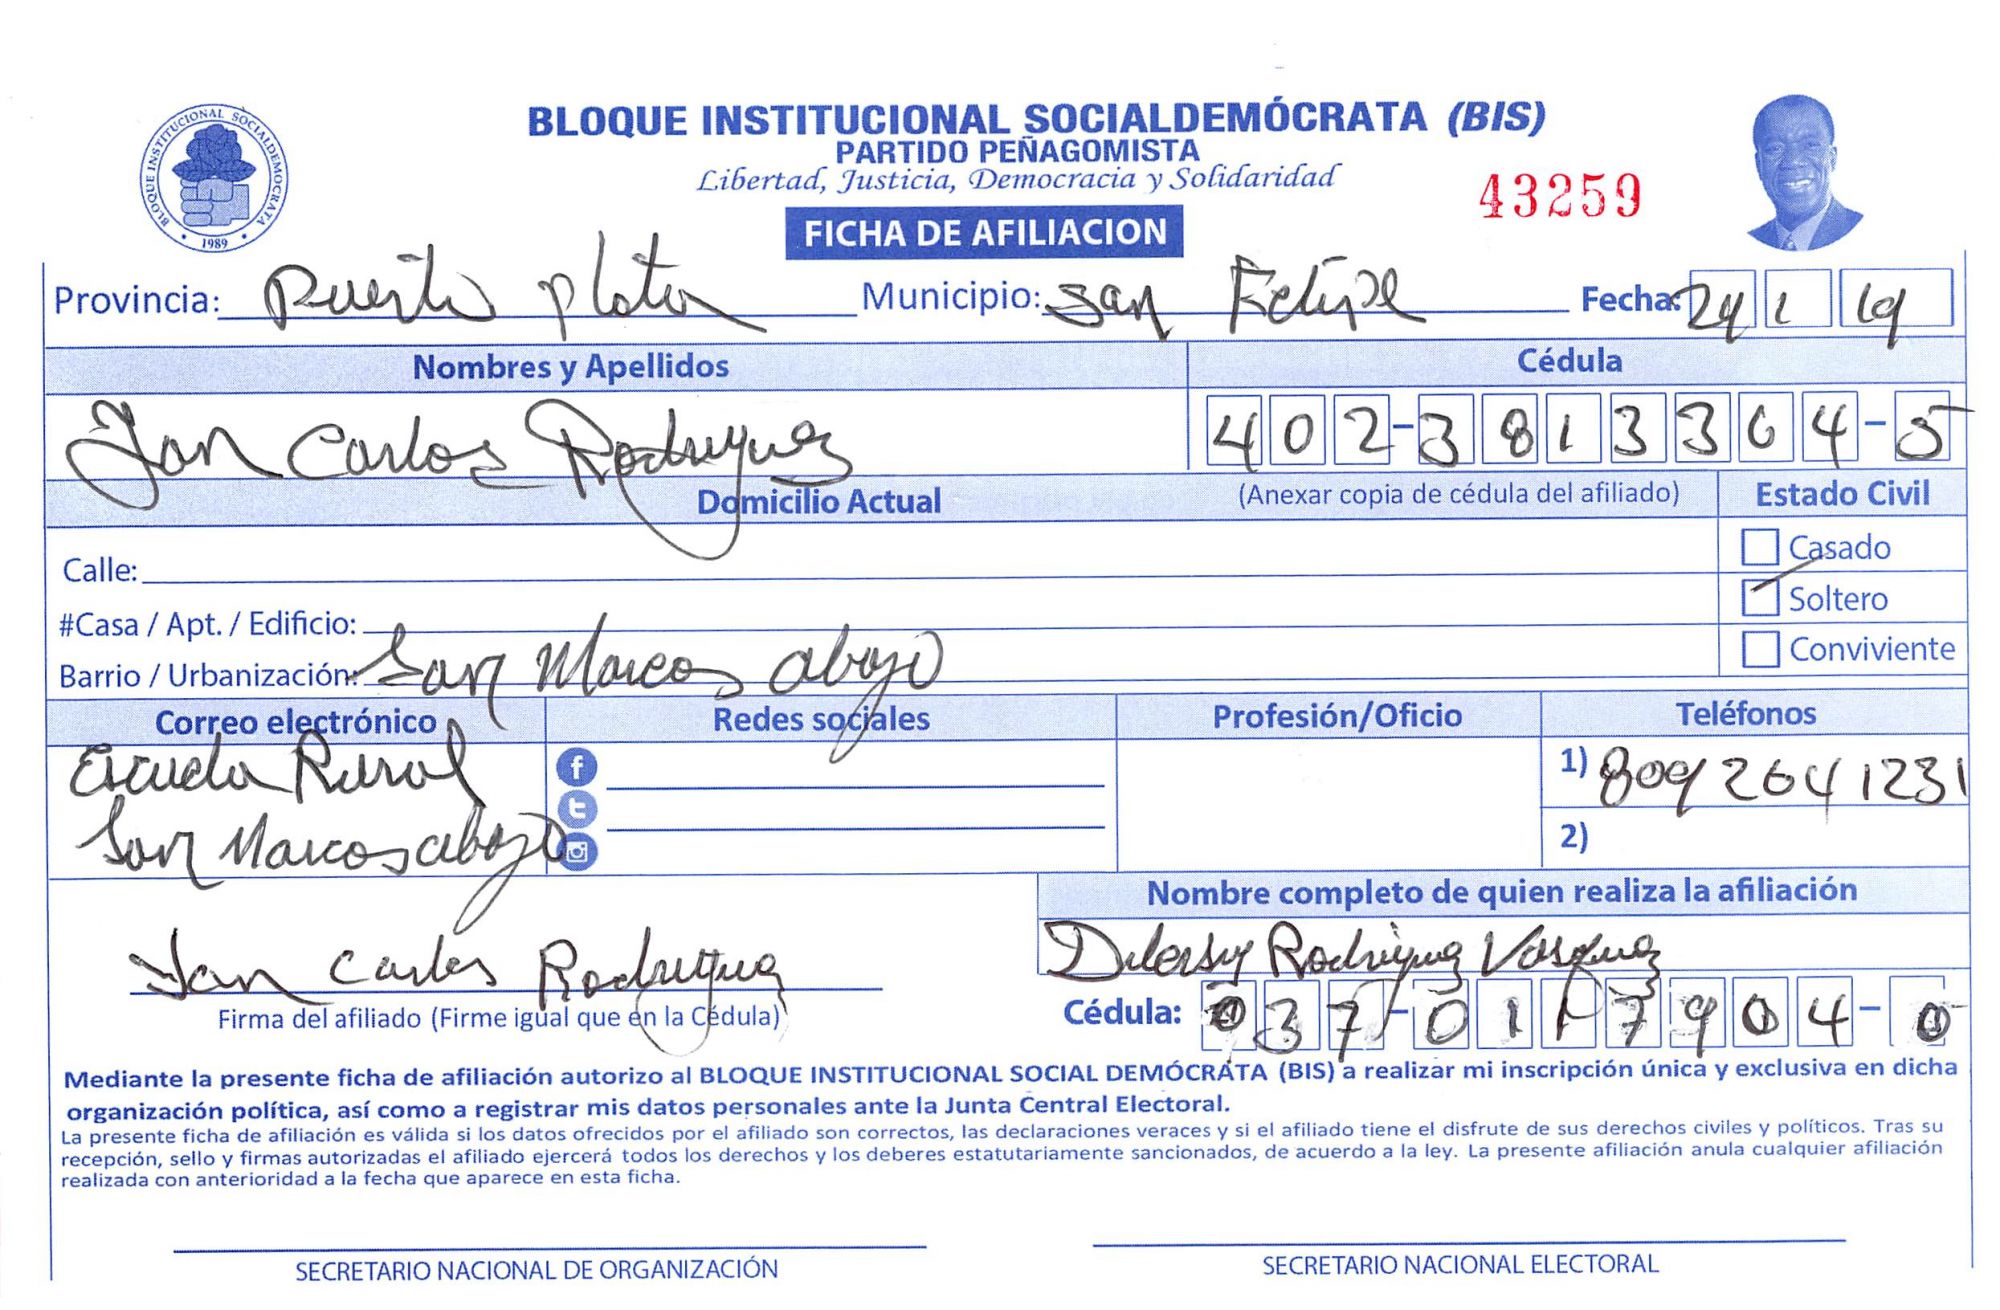 BLOQUE INSTITUCIONAL SOCIALDEMOCRATA
1989
BLOQUE INSTITUCIONAL SOCIALDEMÓCRATA (BIS)
PARTIDO PEÑAGOMISTA
Libertad, Justicia, Democracia y Solidaridad
43259
FICHA DE AFILIACION
Provincia: Puerto Plata Municipio: San Felipe Fecha: 24 1 19
Nombres y Apellidos Cédula
Jan Carlos Rodriguez 402-3813304-5
Domicilio Actual (Anexar copia de cédula del afiliado) Estado Civil
Calle: Casado
#Casa / Apt. / Edificio: Soltero
Barrio / Urbanización: San Marcos abajo Conviviente
Correo electrónico Redes sociales Profesión/Oficio Teléfonos
Escuela Rural 1) 809 264 1231
San Marcos abajo 2)
Nombre completo de quien realiza la afiliación
Jan Carlos Rodriguez Rodriguez Vasquez
Firma del afiliado (Firme igual que en la Cédula) Cédula: 037-0117904-0
Mediante la presente ficha de afiliación autorizo al BLOQUE INSTITUCIONAL SOCIAL DEMÓCRATA (BIS) a realizar mi inscripción única y exclusiva en dicha
organización política, así como a registrar mis datos personales ante la Junta Central Electoral.
La presente ficha de afiliación es válida si los datos ofrecidos por el afiliado son correctos, las declaraciones veraces y si el afiliado tiene el disfrute de sus derechos civiles y políticos. Tras su
recepción, sello y firmas autorizadas el afiliado ejercerá todos los derechos y los deberes estatutariamente sancionados, de acuerdo a la ley. La presente afiliación anula cualquier afiliación
realizada con anterioridad a la fecha que aparece en esta ficha.
SECRETARIO NACIONAL DE ORGANIZACIÓN SECRETARIO NACIONAL ELECTORAL